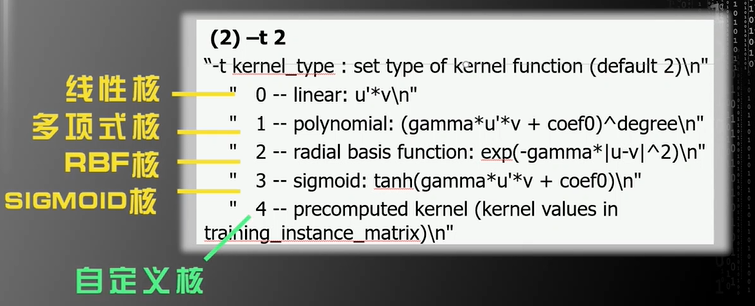 (2) –t 2
“-t kernel_type : set type of kernel function (default 2)\n"
线性核
" 0 -- linear: u'*v\n"
多项式核
" 1 -- polynomial: (gamma*u'*v + coef0)^degree\n"
RBF核
" 2 -- radial basis function: exp(-gamma*|u-v|^2)\n"
SIGMOID核
" 3 -- sigmoid: tanh(gamma*u'*v + coef0)\n"
" 4 -- precomputed kernel (kernel values in
training_instance_matrix)\n"
自定义核